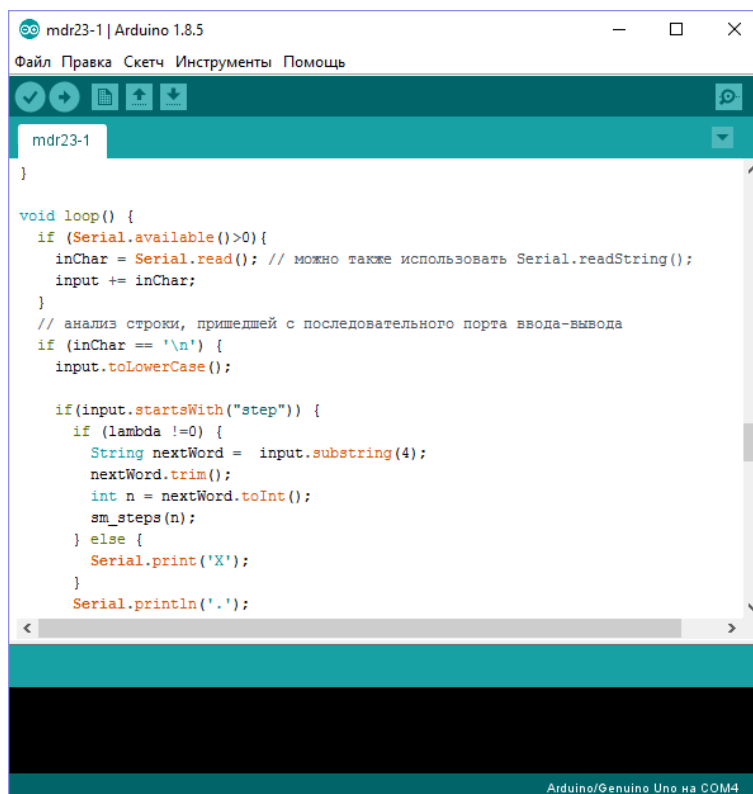 mdr23-1 | Arduino 1.8.5
Файл Правка Скетч Инструменты Помощь
mdr23-1
}
void loop() {
  if (Serial.available()>0){
    inChar = Serial.read(); // можно также использовать Serial.readString();
    input += inChar;
  }
  // анализ строки, пришедшей с последовательного порта ввода-вывода
  if (inChar == '\n') {
    input.toLowerCase();
    if(input.startsWith("step")) {
      if (lambda !=0) {
        String nextWord =  input.substring(4);
        nextWord.trim();
        int n = nextWord.toInt();
        sm_steps(n);
      } else {
        Serial.print('X');
      }
      Serial.println('.');
Arduino/Genuino Uno на COM4